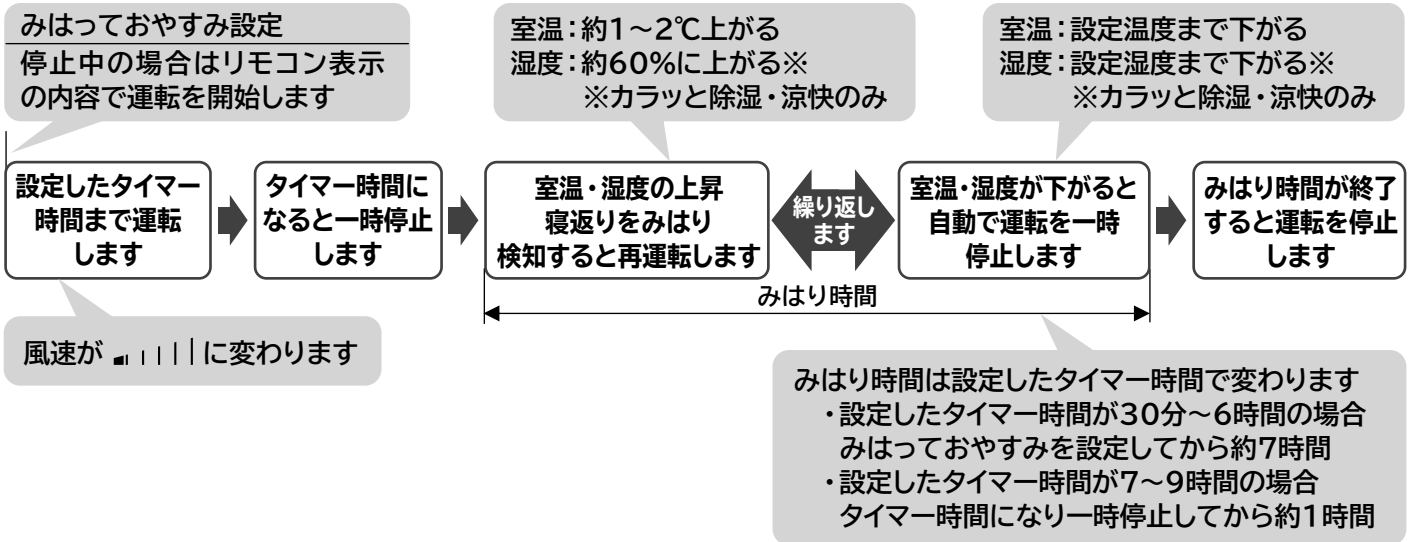 みはっておやすみ設定
停止中の場合はリモコン表示
の内容で運転を開始します
室温:約1~2℃上がる
湿度:約60%に上がる※
※カラッと除湿・涼快のみ
室温:設定温度まで下がる
湿度:設定湿度まで下がる※
※カラッと除湿・涼快のみ
設定したタイマー
時間まで運転
します
タイマー時間に
なると一時停止
します
室温・湿度の上昇
寝返りをみはり
検知すると再運転します
繰り返し
ます
室温・湿度が下がると
自動で運転を一時
停止します
みはり時間が終了
すると運転を停止
します
みはり時間
風速が に変わります
みはり時間は設定したタイマー時間で変わります
・設定したタイマー時間が30分~6時間の場合
みはっておやすみを設定してから約7時間
・設定したタイマー時間が7~9時間の場合
タイマー時間になり一時停止してから約1時間